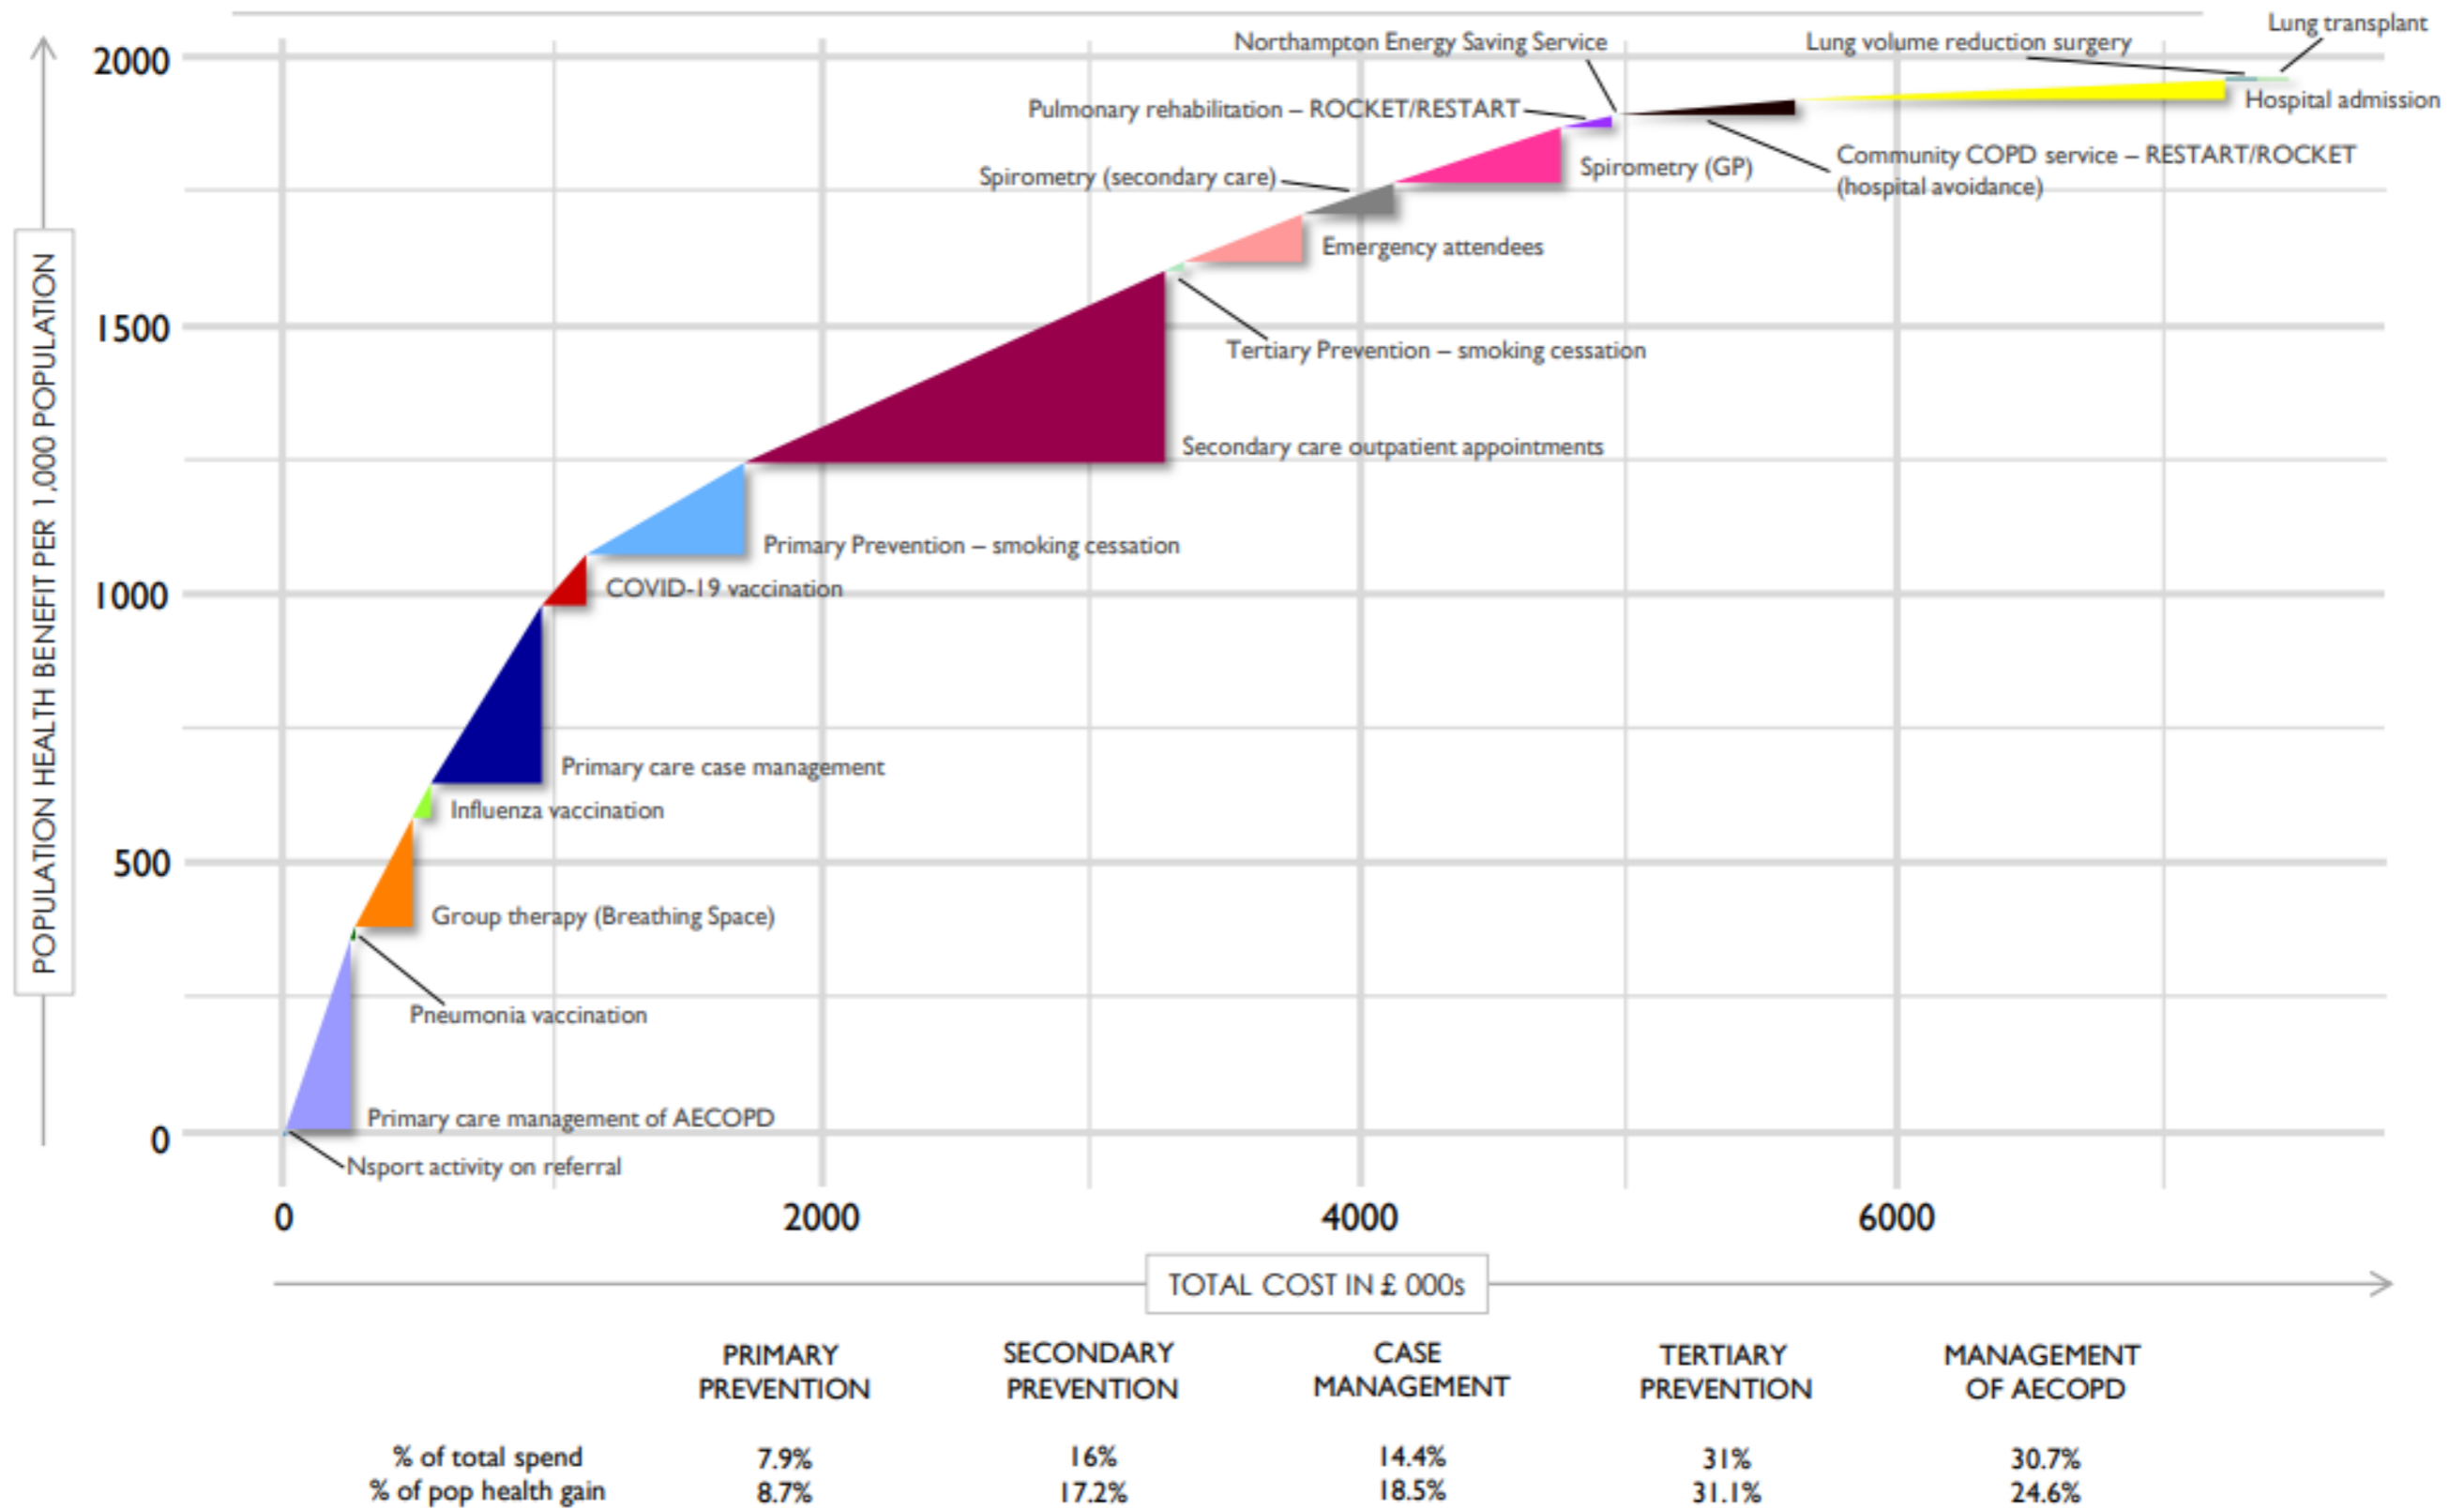 Lung transplant
Northampton Energy Saving Service
Lung volume reduction surgery
2000
Hospital admission
Pulmonary rehabilitation – ROCKET/RESTART
Community COPD service – RESTART/ROCKET
(hospital avoidance)
Spirometry (secondary care)
Spirometry (GP)
Emergency attendees
1500
Tertiary Prevention – smoking cessation
Secondary care outpatient appointments
POPULATION HEALTH BENEFIT PER 1,000 POPULATION
Primary Prevention – smoking cessation
1000
COVID-19 vaccination
Primary care case management
Influenza vaccination
500
Group therapy (Breathing Space)
Pneumonia vaccination
Primary care management of AECOPD
0
Nsport activity on referral
0 2000 4000 6000
TOTAL COST IN £ 000s
PRIMARY SECONDARY CASE TERTIARY MANAGEMENT
PREVENTION PREVENTION MANAGEMENT PREVENTION OF AECOPD
% of total spend 7.9% 16% 14.4% 31% 30.7%
% of pop health gain 8.7% 17.2% 18.5% 31.1% 24.6%